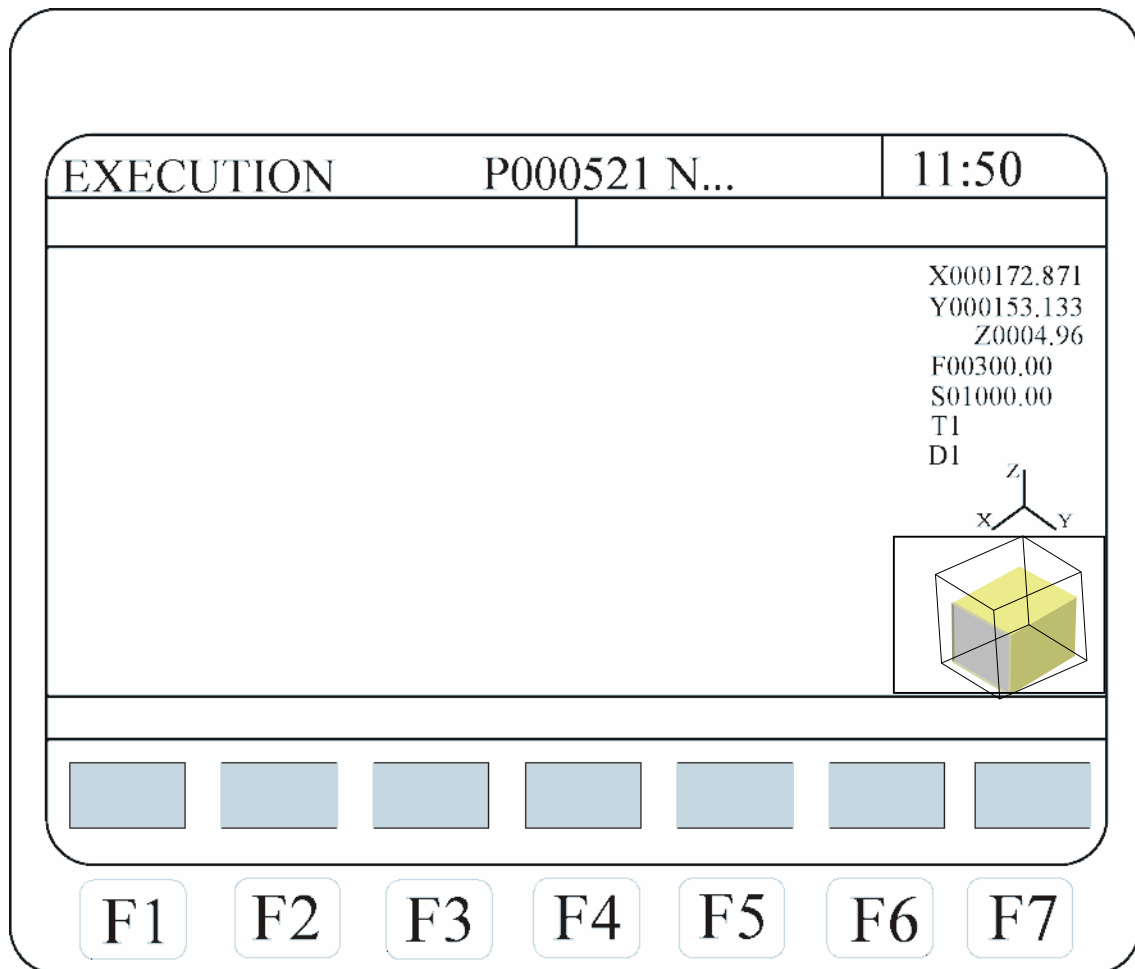 EXECUTION P000521 N... 11:50
X000172.871
Y000153.133
Z0004.96
F00300.00
S01000.00
T1
D1
Z
X Y
F1 F2 F3 F4 F5 F6 F7